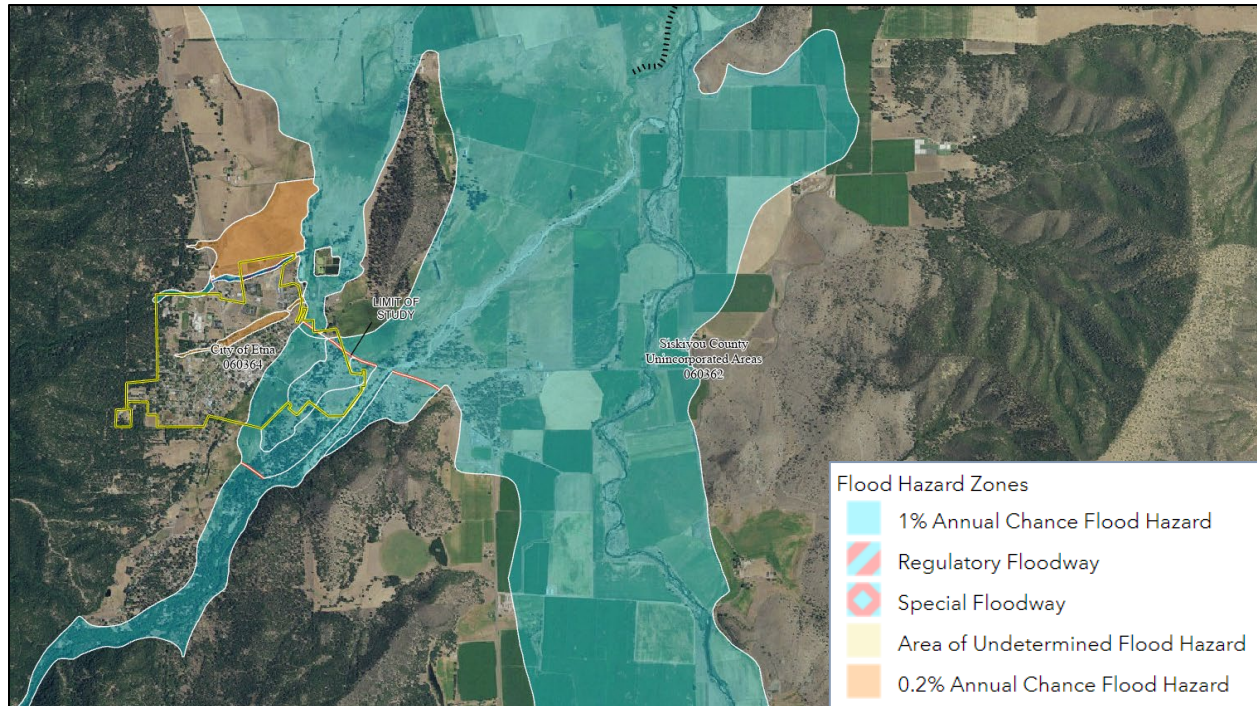 LIMIT OF
STUDY
City of Etna
060364
Siskiyou County
Unincorporated Areas
060362
Flood Hazard Zones
1% Annual Chance Flood Hazard
Regulatory Floodway
Special Floodway
Area of Undetermined Flood Hazard
0.2% Annual Chance Flood Hazard